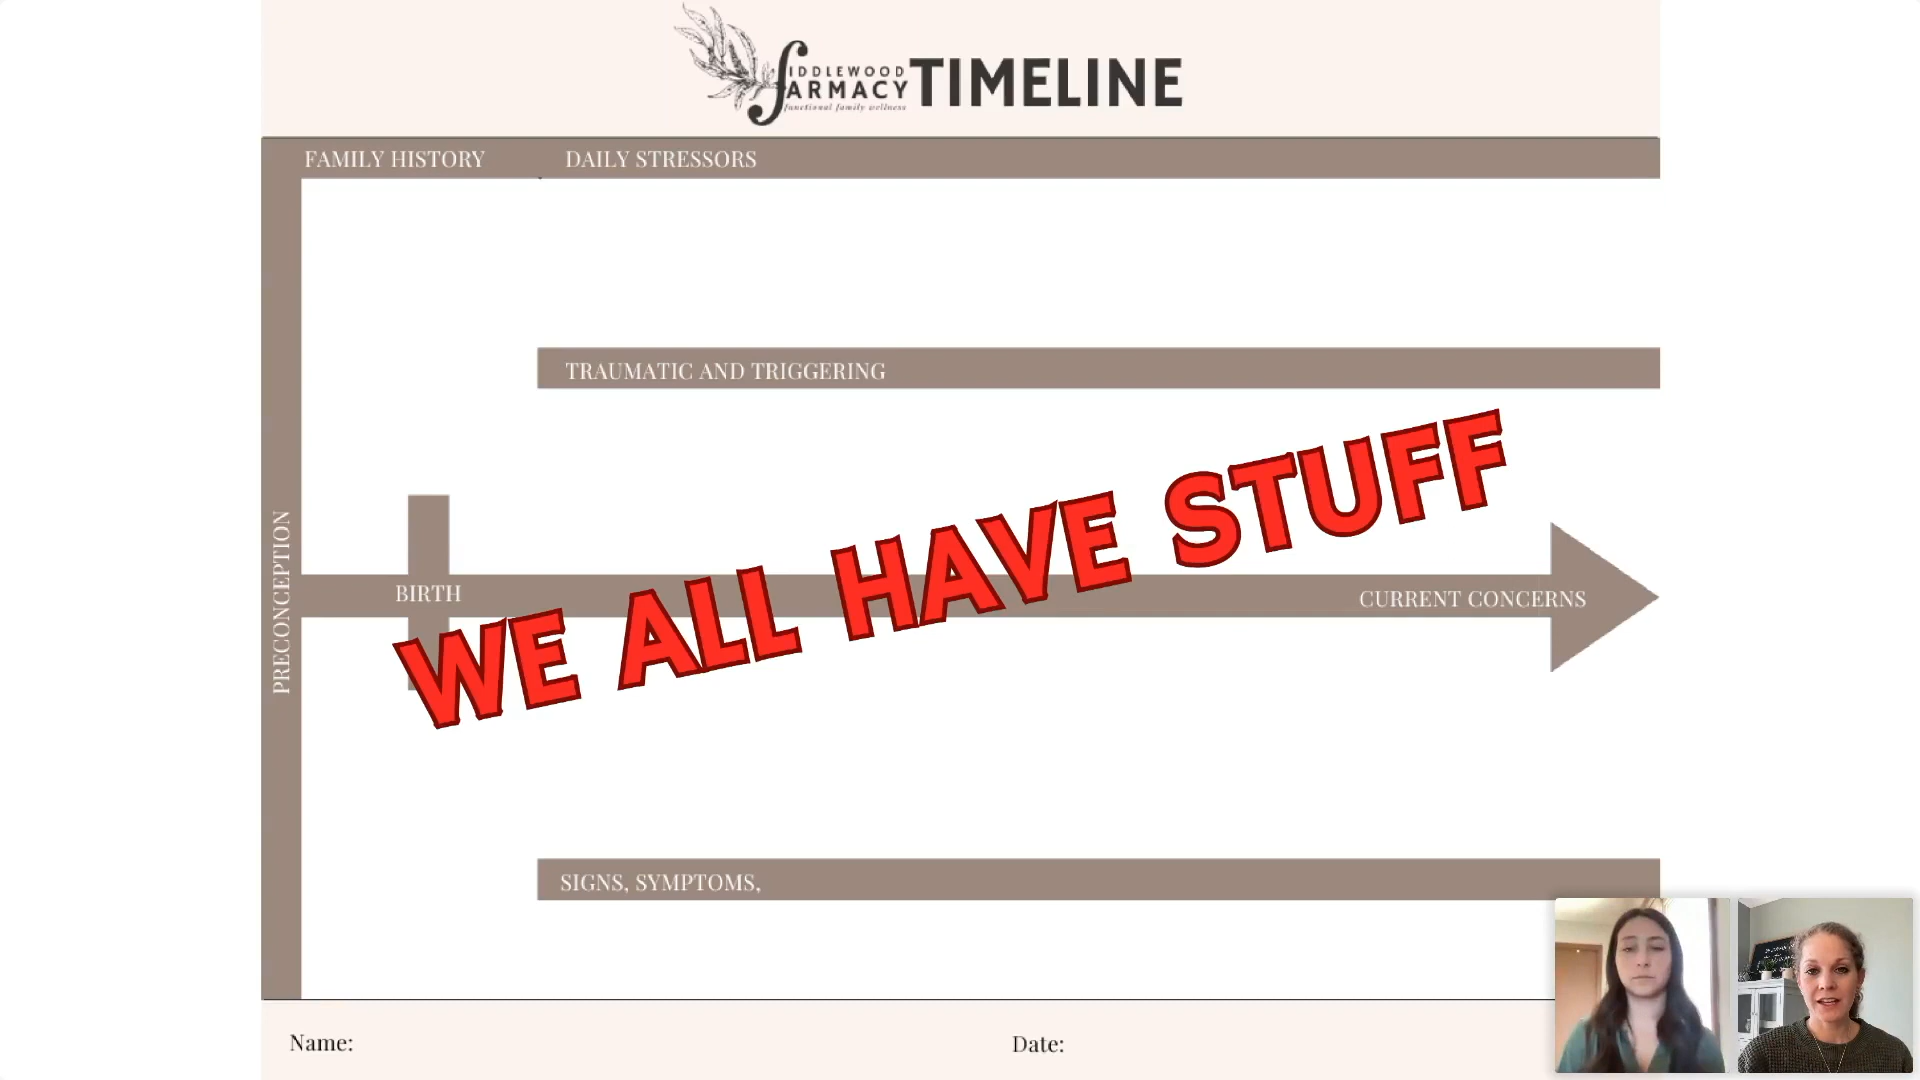 FIDDLEWOOD
FARMACY
functional family wellness
TIMELINE
FAMILY HISTORY
DAILY STRESSORS
TRAUMATIC AND TRIGGERING
WE ALL HAVE STUFF
PRECONCEPTION
BIRTH
CURRENT CONCERNS
SIGNS, SYMPTOMS,
Name:
Date: